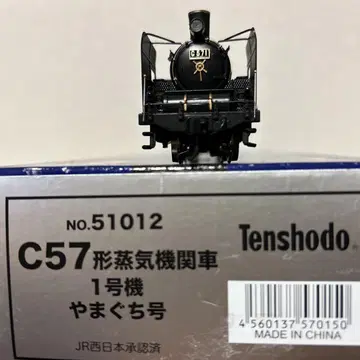 C571
NO.51012
C57形蒸気機関車
1号機
やまぐち号
JR西日本承認済
Tenshodo
4 560137 570150
MADE IN CHINA